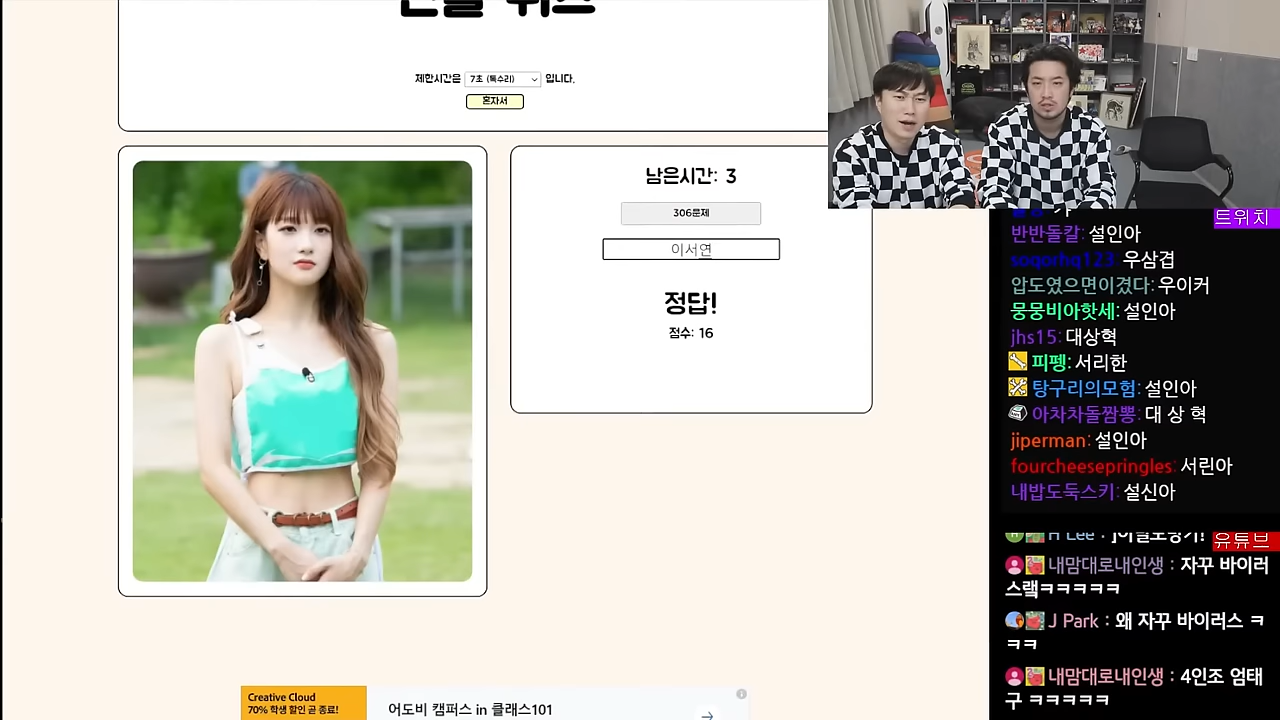 인물 퀴즈
제한시간은 7초 (독수리) 입니다.
혼자서
남은시간: 3
306문제
이서연
정답!
점수: 16
트위치
반반돌칼: 설인아
sogorhg123: 우삼겹
압도였으면이겼다: 우이커
뭉뭉비아핫세: 설인아
jhs15: 대상혁
피펭: 서리한
탕구리의모험: 설인아
아차차돌짬뽕: 대 상 혁
jiperman: 설인아
fourcheesepringles: 서린아
내밥도둑스키: 설신아
유튜브
H Lee :
내맘대로내인생 : 자꾸 바이러
스랰ㅋㅋㅋㅋㅋ
J Park : 왜 자꾸 바이러스 ㅋ
ㅋㅋ
내맘대로내인생 : 4인조 엄태
구 ㅋㅋㅋㅋㅋ
Creative Cloud
70% 학생 할인 곧 종료!
어도비 캠퍼스 in 클래스101